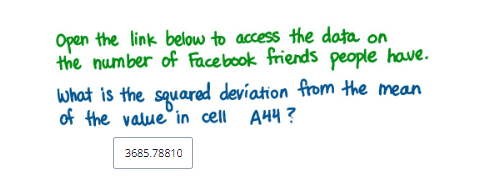 Open the link below to access the data on
the number of Facebook friends people have.
What is the squared deviation from the mean
of the value in cell A44?
3685.78810